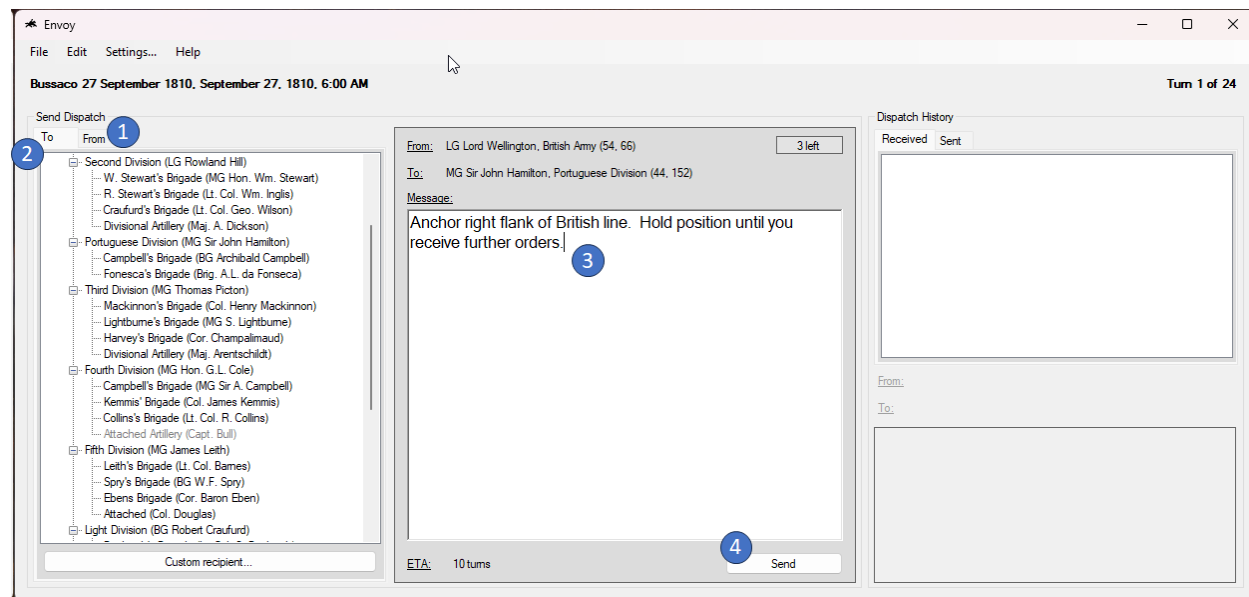 Envoy
File Edit Settings... Help
Bussaco 27 September 1810, September 27, 1810, 6:00 AM
Turn 1 of 24
Send Dispatch
1
To From
2
Second Division (LG Rowland Hill)
W. Stewart's Brigade (MG Hon. Wm. Stewart)
R. Stewart's Brigade (Lt. Col. Wm. Inglis)
Craufurd's Brigade (Lt. Col. Geo. Wilson)
Divisional Artillery (Maj. A. Dickson)
Portuguese Division (MG Sir John Hamilton)
Campbell's Brigade (BG Archibald Campbell)
Fonesca's Brigade (Brig. A.L. da Fonseca)
Third Division (MG Thomas Picton)
Mackinnon's Brigade (Col. Henry Mackinnon)
Lightburne's Brigade (MG S. Lightburne)
Harvey's Brigade (Cor. Champalimaud)
Divisional Artillery (Maj. Arentschildt)
Fourth Division (MG Hon. G.L. Cole)
Campbell's Brigade (MG Sir A. Campbell)
Kemmis' Brigade (Col. James Kemmis)
Collins's Brigade (Lt. Col. R. Collins)
Attached Artillery (Capt. Bull)
Fifth Division (MG James Leith)
Leith's Brigade (Lt. Col. Barnes)
Spry's Brigade (BG W.F. Spry)
Ebens Brigade (Cor. Baron Eben)
Attached (Col. Douglas)
Light Division (BG Robert Craufurd)
Custom recipient...
From: LG Lord Wellington, British Army (54, 66)
3 left
To: MG Sir John Hamilton, Portuguese Division (44, 152)
Message:
Anchor right flank of British line. Hold position until you
receive further orders.
3
4
ETA: 10 turns
Send
Dispatch History
Received Sent
From:
To: